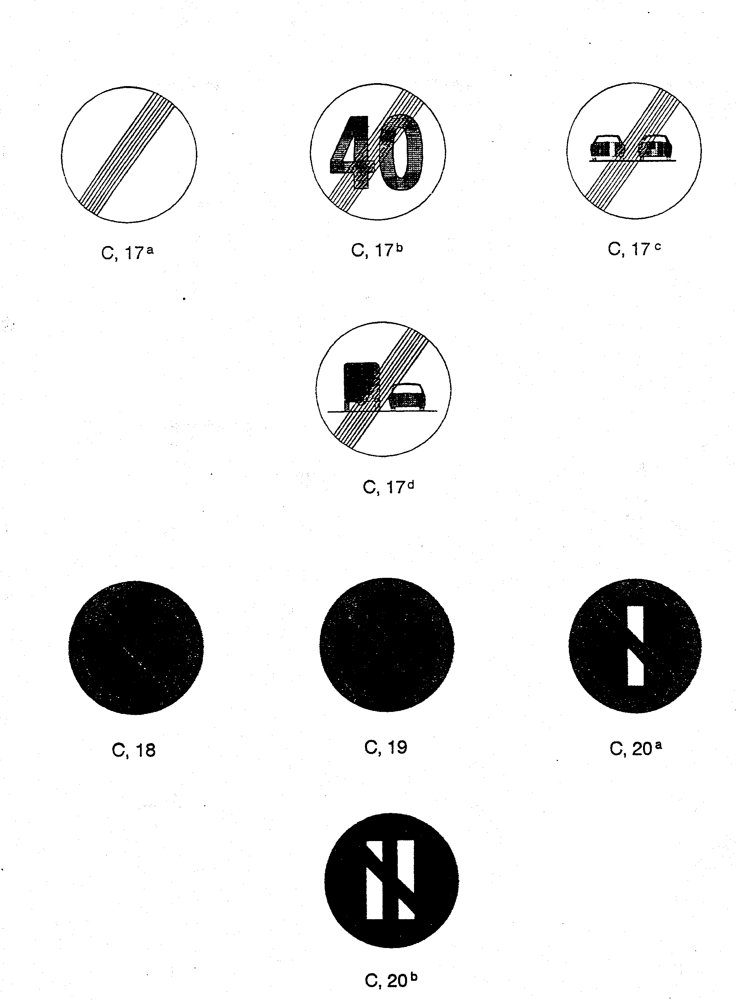 C, 17a
40
C, 17b
C, 17c
C, 17d
C, 18
C, 19
C, 20a
C, 20b